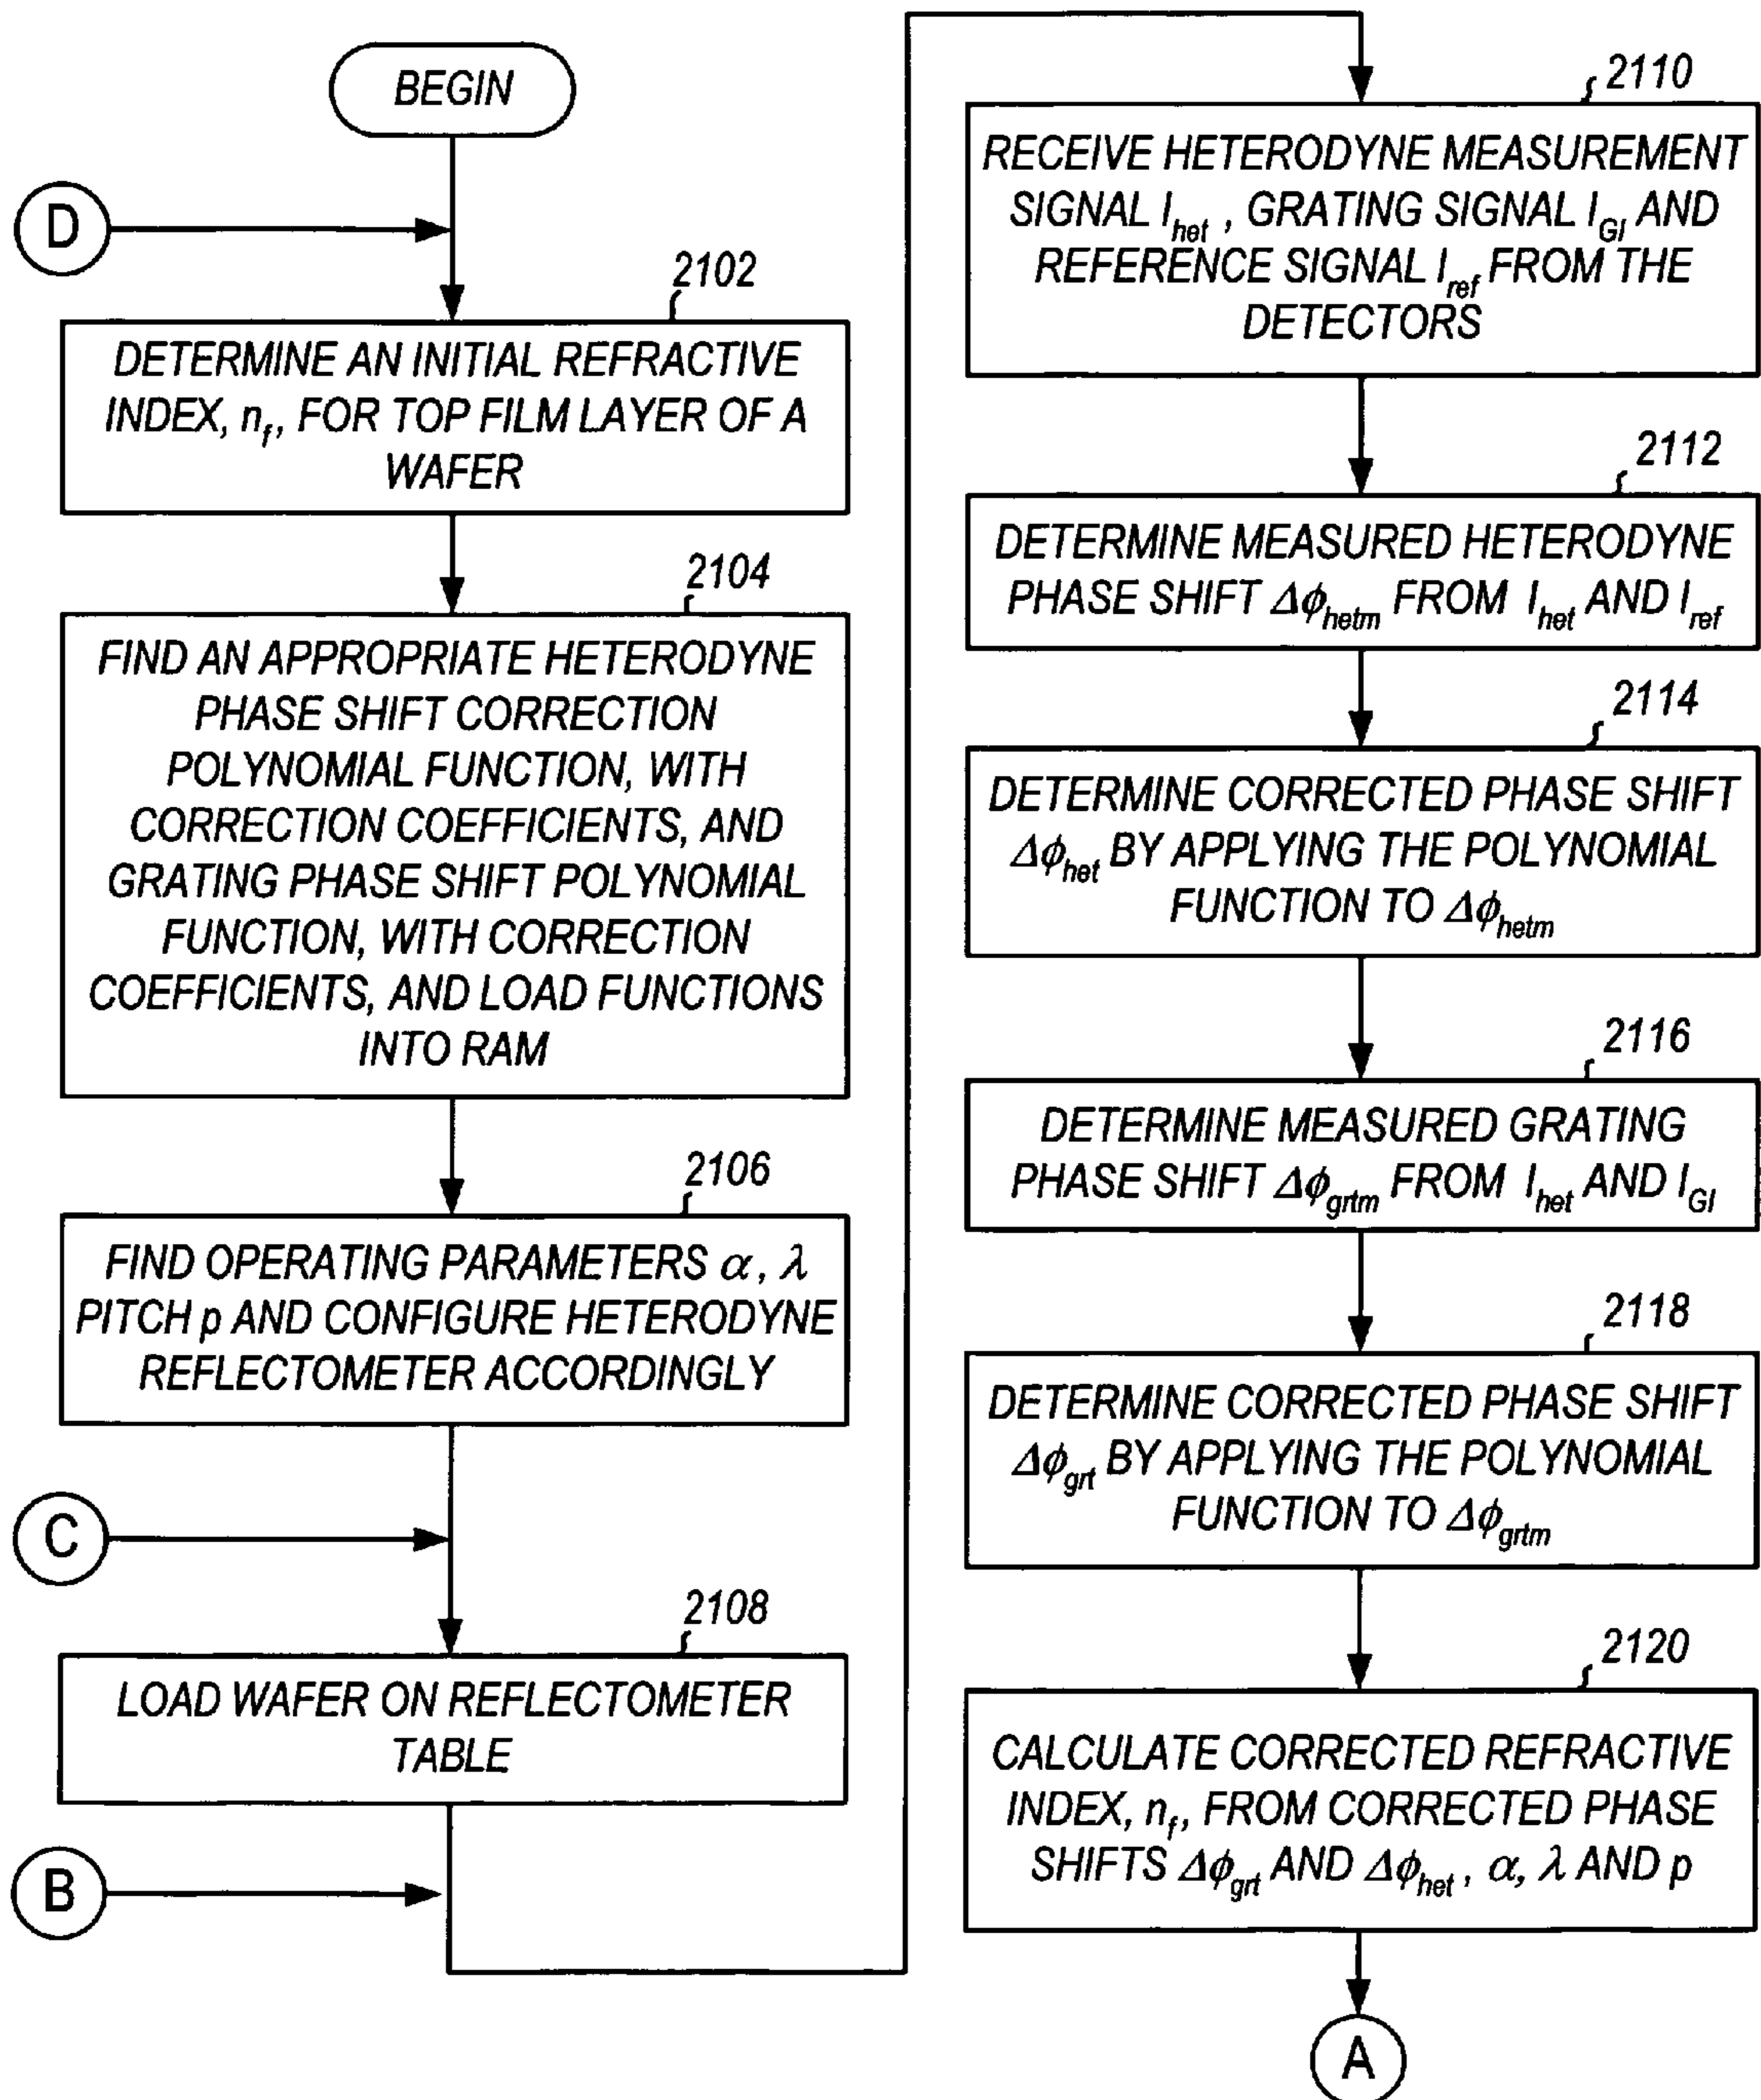 BEGIN
D
2102
DETERMINE AN INITIAL REFRACTIVE
INDEX, n_f, FOR TOP FILM LAYER OF A
WAFER
2104
FIND AN APPROPRIATE HETERODYNE
PHASE SHIFT CORRECTION
POLYNOMIAL FUNCTION, WITH
CORRECTION COEFFICIENTS, AND
GRATING PHASE SHIFT POLYNOMIAL
FUNCTION, WITH CORRECTION
COEFFICIENTS, AND LOAD FUNCTIONS
INTO RAM
2106
FIND OPERATING PARAMETERS α, λ
PITCH p AND CONFIGURE HETERODYNE
REFLECTOMETER ACCORDINGLY
C
2108
LOAD WAFER ON REFLECTOMETER
TABLE
B
2110
RECEIVE HETERODYNE MEASUREMENT
SIGNAL I_het, GRATING SIGNAL I_GI AND
REFERENCE SIGNAL I_ref FROM THE
DETECTORS
2112
DETERMINE MEASURED HETERODYNE
PHASE SHIFT Δϕ_hetm FROM I_het AND I_ref
2114
DETERMINE CORRECTED PHASE SHIFT
Δϕ_het BY APPLYING THE POLYNOMIAL
FUNCTION TO Δϕ_hetm
2116
DETERMINE MEASURED GRATING
PHASE SHIFT Δϕ_grtm FROM I_het AND I_GI
2118
DETERMINE CORRECTED PHASE SHIFT
Δϕ_grt BY APPLYING THE POLYNOMIAL
FUNCTION TO Δϕ_grtm
2120
CALCULATE CORRECTED REFRACTIVE
INDEX, n_f, FROM CORRECTED PHASE
SHIFTS Δϕ_grt AND Δϕ_het, α, λ AND p
A